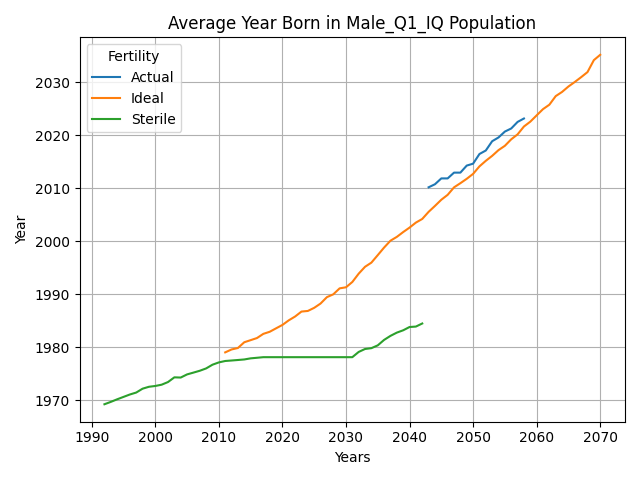 Average Year Born in Male_Q1_IQ Population
Fertility
Actual
Ideal
Sterile
Year
2030
2020
2010
2000
1990
1980
1970
1990 2000 2010 2020 2030 2040 2050 2060 2070
Years